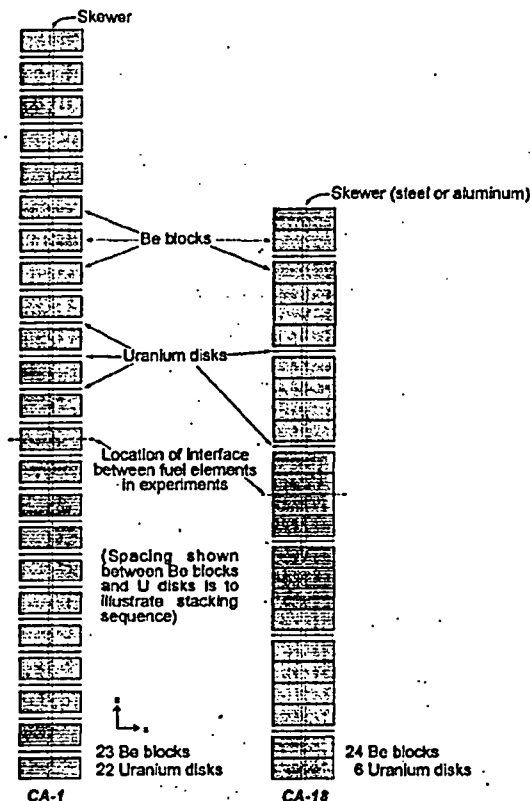 Skewer
Skewer (steel or aluminum)
Be blocks
Uranium disks
Location of Interface
between fuel elements
in experiments
(Spacing shown
between Be blocks
and U disks is to
illustrate stacking
sequence)
z
x
23 Be blocks
22 Uranium disks
24 Be blocks
6 Uranium disks
CA-1
CA-18